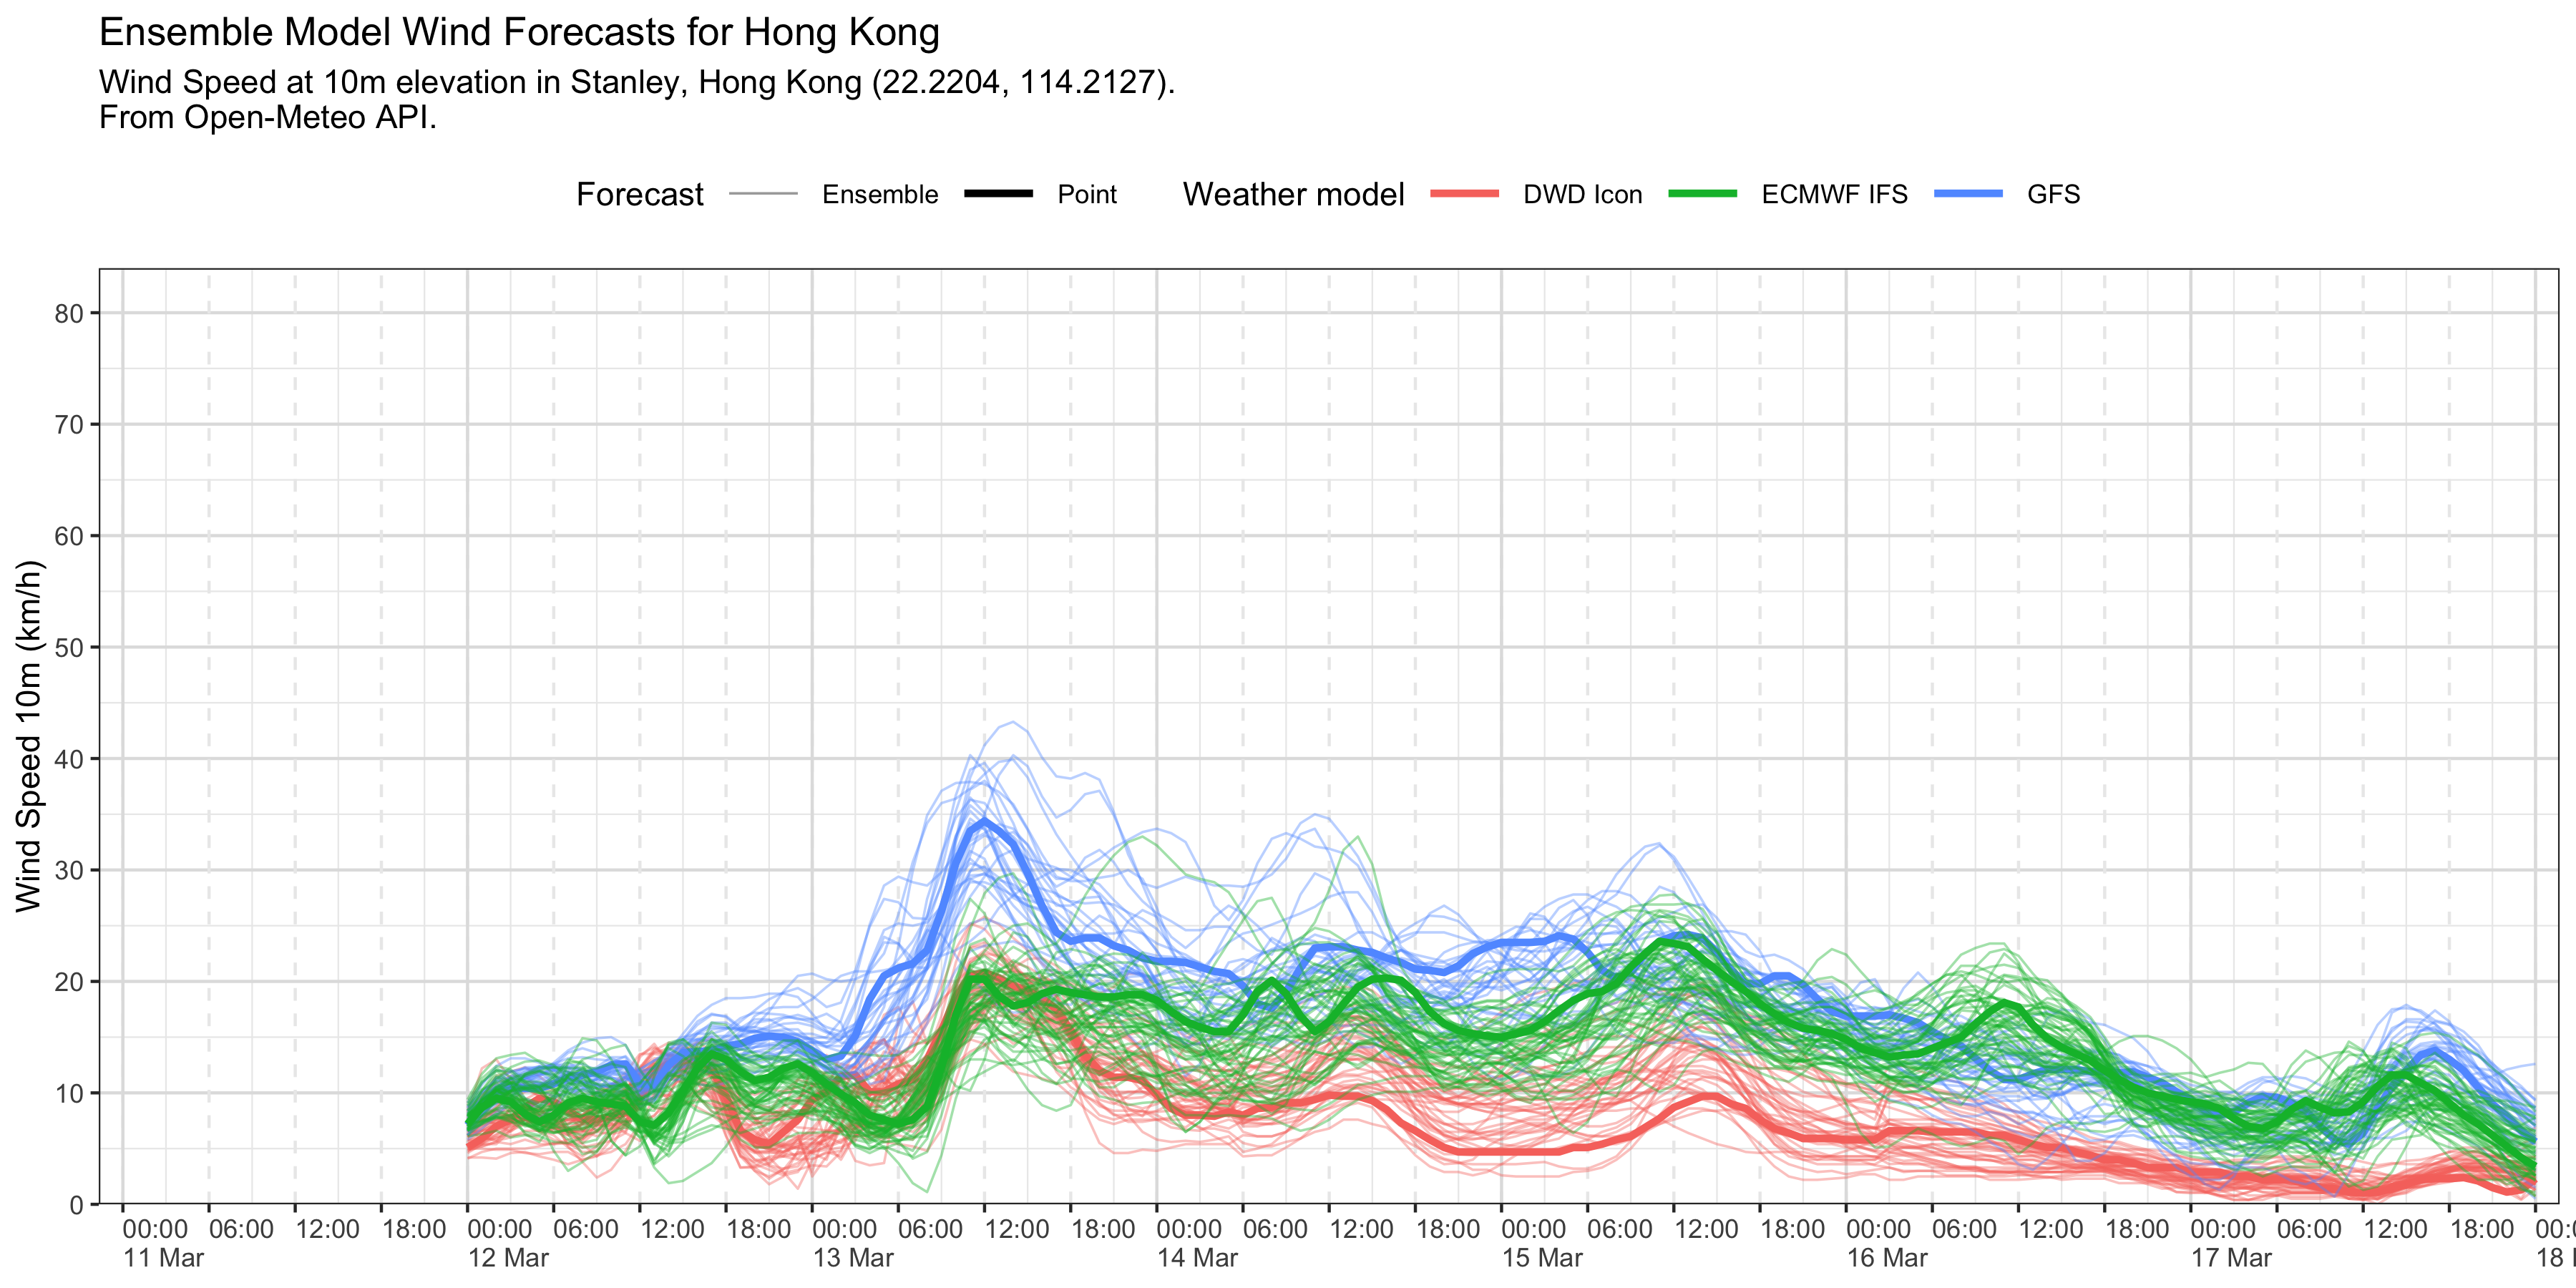 Ensemble Model Wind Forecasts for Hong Kong
Wind Speed at 10m elevation in Stanley, Hong Kong (22.2204, 114.2127).
From Open-Meteo API.
Forecast Ensemble Point Weather model DWD Icon ECMWF IFS GFS
Wind Speed 10m (km/h)
80
70
60
50
40
30
20
10
0
00:00 06:00 12:00 18:00 00:00 06:00 12:00 18:00 00:00 06:00 12:00 18:00 00:00 06:00 12:00 18:00 00:00 06:00 12:00 18:00 00:00 06:00 12:00 18:00 00:00 06:00 12:00 18:00
11 Mar 12 Mar 13 Mar 14 Mar 15 Mar 16 Mar 17 Mar 18